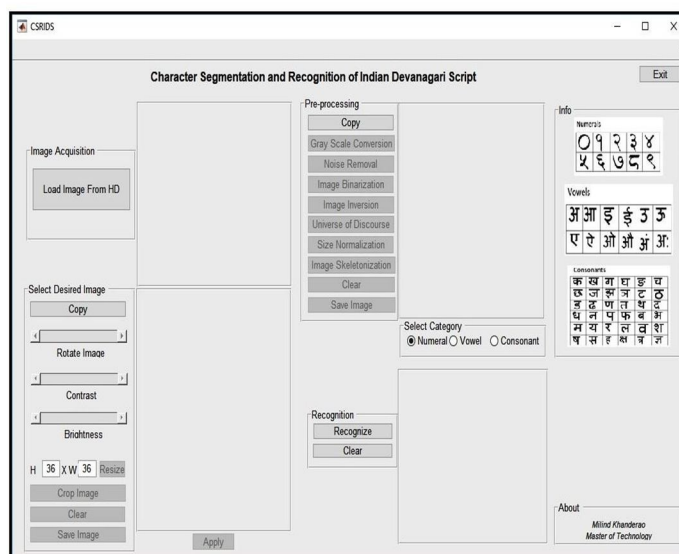 CSRIDS
Character Segmentation and Recognition of Indian Devanagari Script
Exit
Image Acquisition
Load Image From HD
Select Desired Image
Copy
Rotate Image
Contrast
Brightness
H 36 X W 36 Resize
Crop Image
Clear
Save Image
Apply
Pre-processing
Copy
Gray Scale Conversion
Noise Removal
Image Binarization
Image Inversion
Universe of Discourse
Size Normalization
Image Skeletonization
Clear
Save Image
Select Category
Numeral Vowel Consonant
Recognition
Recognize
Clear
Info
Numerals
० १ २ ३ ४
५ ६ ७ ८ ९
Vowels
अ आ इ ई उ ऊ
ए ऐ ओ औ अं अः
Consonants
क ख ग घ ङ च
छ ज झ ञ ट ठ
ड ढ ण त थ द
ध न प फ ब भ
म य र ल व श
ष स ह क्ष त्र ज्ञ
About
Milind Khanderao
Master of Technology